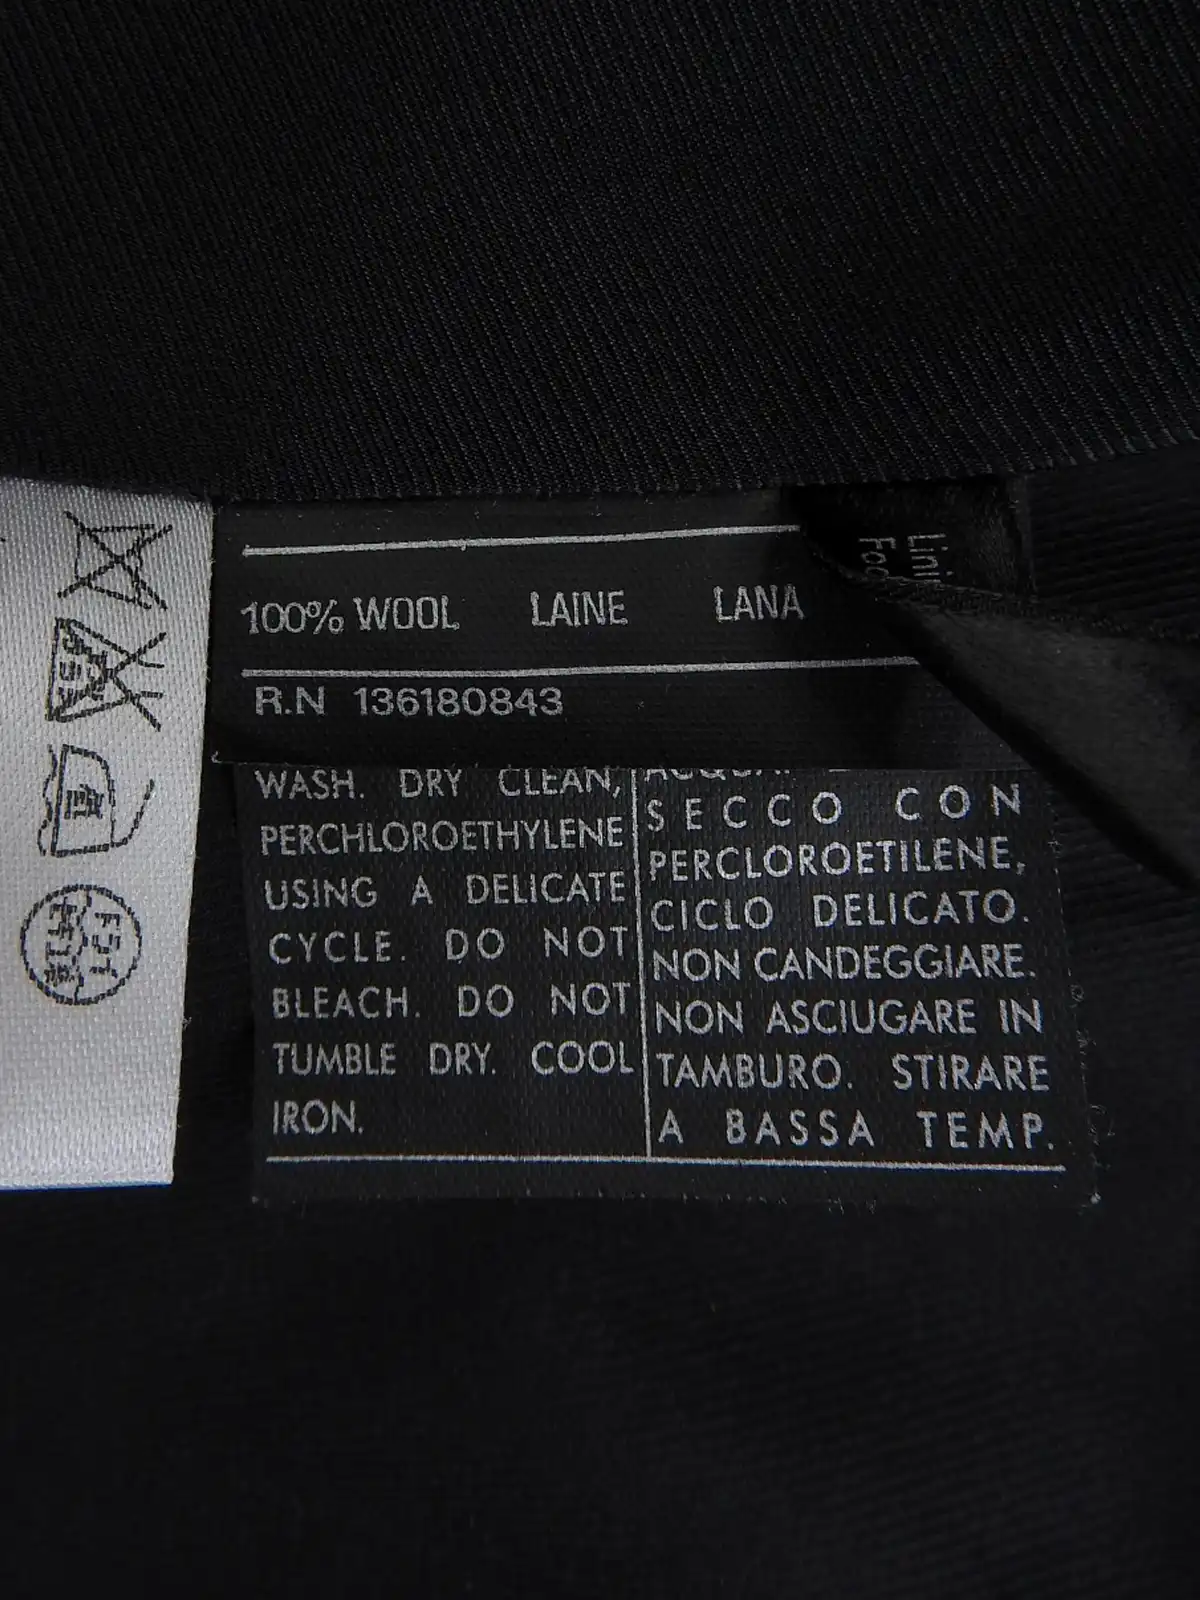 100% WOOL LAINE LANA
R.N 136180843
WASH. DRY CLEAN,
PERCHLOROETHYLENE
USING A DELICATE
CYCLE. DO NOT
BLEACH. DO NOT
TUMBLE DRY. COOL
IRON.
SECCO CON
PERCLOROETILENE,
CICLO DELICATO.
NON CANDEGGIARE.
NON ASCIUGARE IN
TAMBURO. STIRARE
A BASSA TEMP.